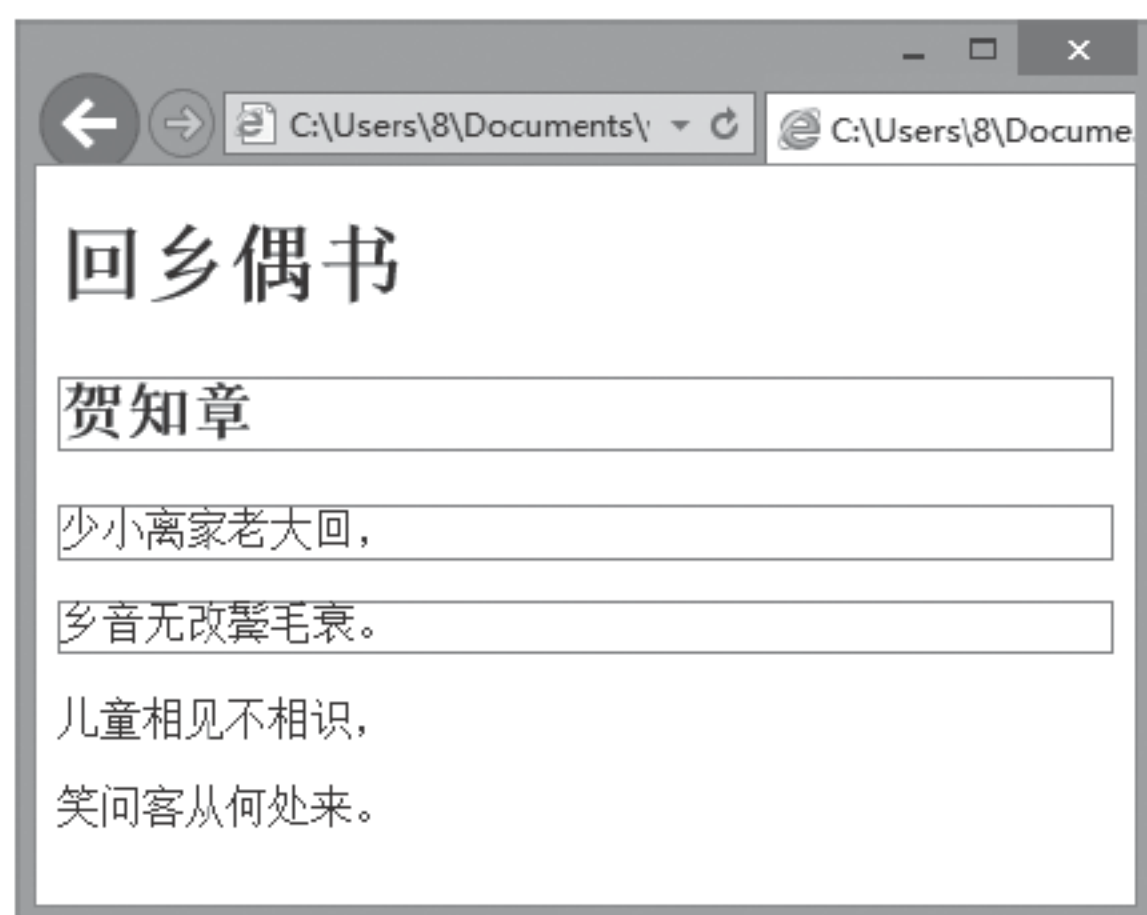 C:\Users\8\Documents\
C:\Users\8\Docume
回乡偶书
贺知章
少小离家老大回，
乡音无改鬓毛衰。
儿童相见不相识，
笑问客从何处来。